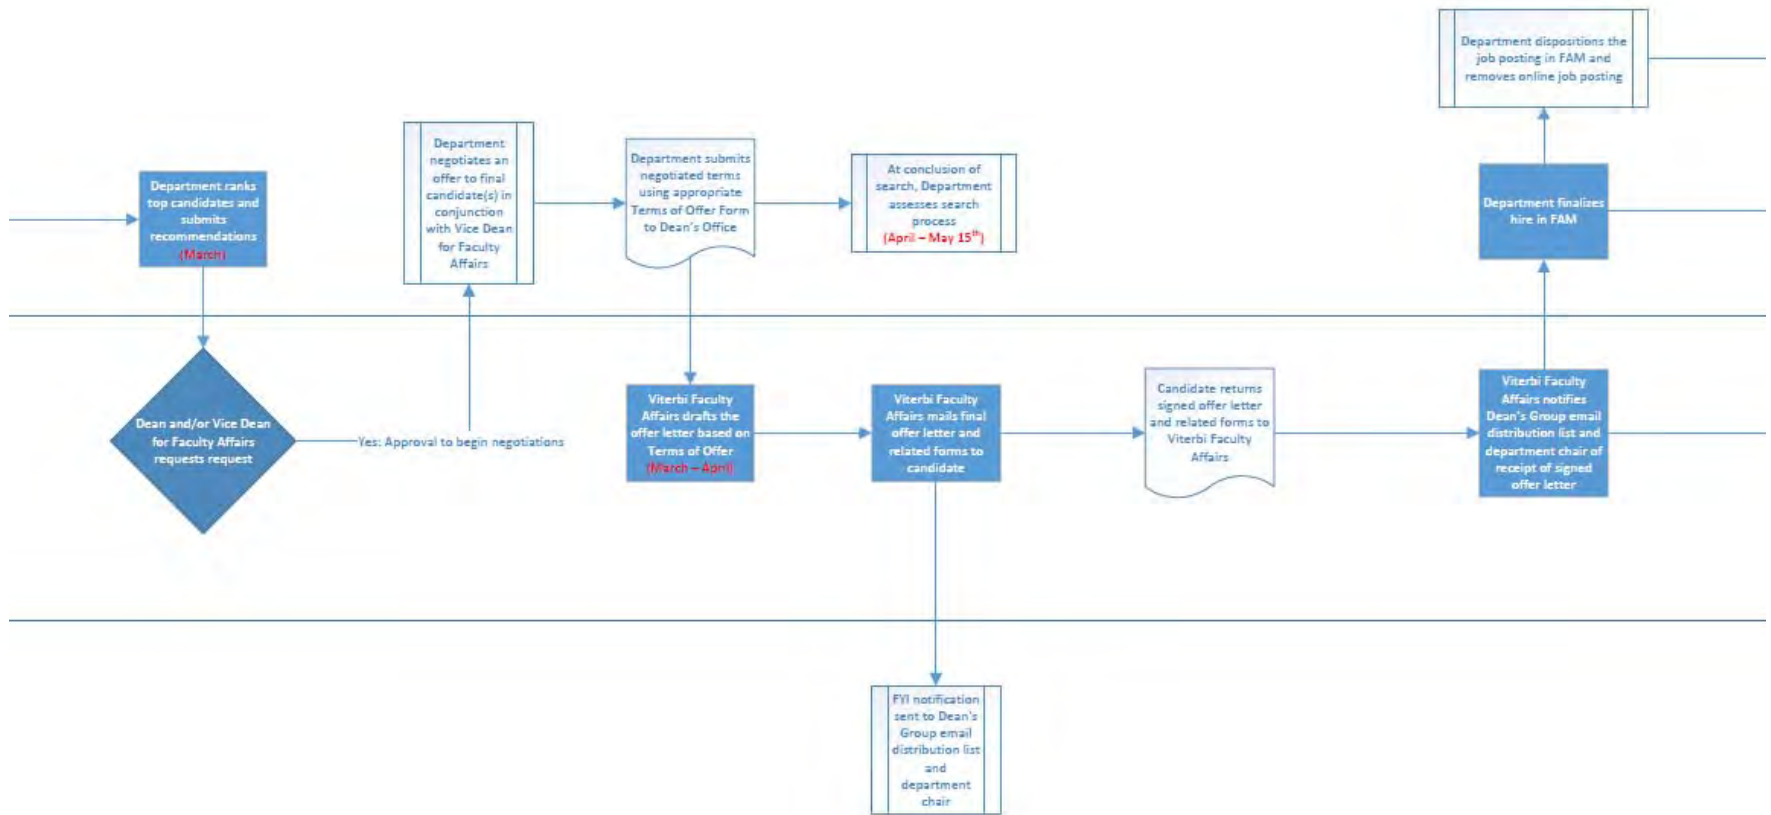 Department ranks
top candidates and
submits
recommendations
(March)
Dean and/or Vice Dean
for Faculty Affairs
requests request
Yes: Approval to begin negotiations
Department
negotiates an
offer to final
candidate(s) in
conjunction
with Vice Dean
for Faculty
Affairs
Department submits
negotiated terms
using appropriate
Terms of Offer Form
to Dean's Office
At conclusion of
search, Department
assesses search
process
(April – May 15th)
Viterbi Faculty
Affairs drafts the
offer letter based on
Terms of Offer
(March – April)
Viterbi Faculty
Affairs mails final
offer letter and
related forms to
candidate
FYI notification
sent to Dean's
Group email
distribution list
and
department
chair
Candidate returns
signed offer letter
and related forms to
Viterbi Faculty
Affairs
Viterbi Faculty
Affairs notifies
Dean's Group email
distribution list and
department chair of
receipt of signed
offer letter
Department finalizes
hire in FAM
Department dispositions the
job posting in FAM and
removes online job posting